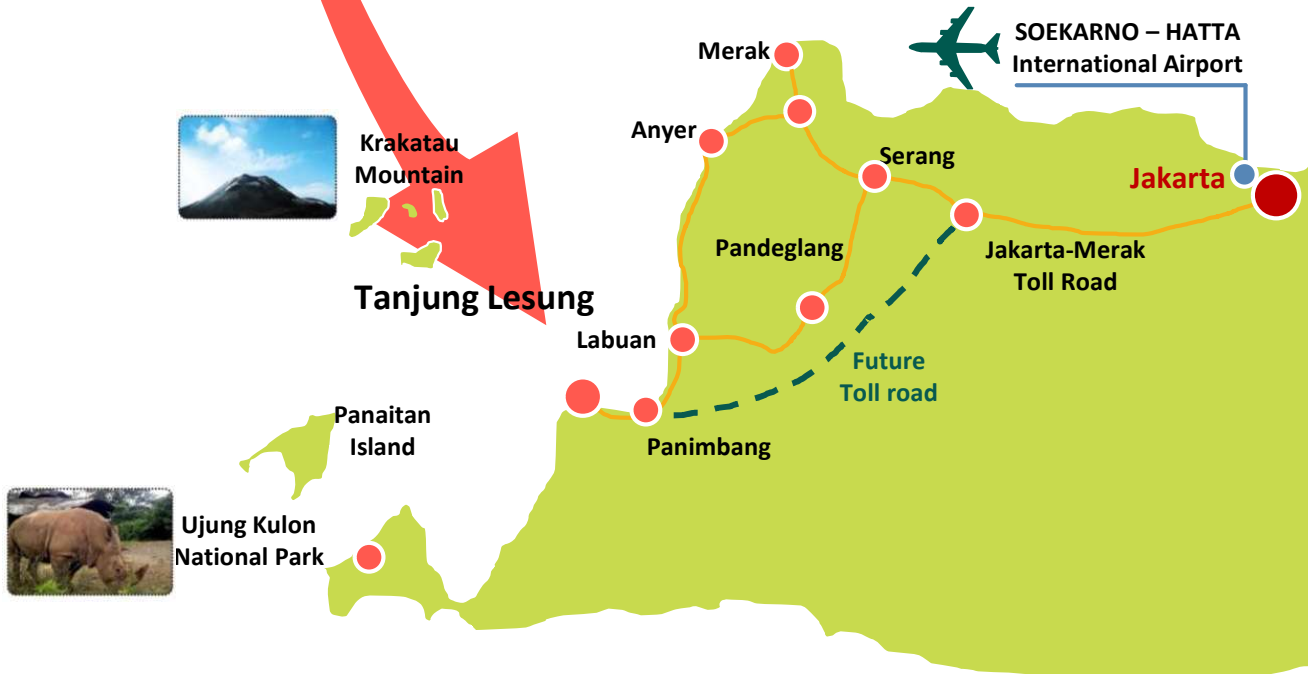 SOEKARNO – HATTA
International Airport
Merak
Anyer
Krakatau
Mountain
Serang
Jakarta
Pandeglang
Jakarta-Merak
Toll Road
Tanjung Lesung
Labuan
Future
Toll road
Panaitan
Island
Panimbang
Ujung Kulon
National Park